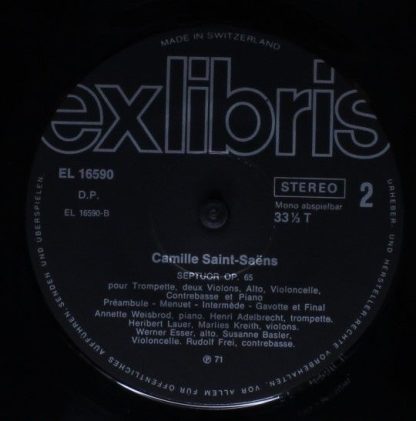 MADE IN SWITZERLAND
exlibris
EL 16590
D.P.
EL 16590-B
STEREO
Mono abspielbar
33⅓ T
2
Camille Saint-Saëns
SEPTUOR OP. 65
pour Trompette, deux Violons, Alto, Violoncelle,
Contrebasse et Piano
Préambule - Menuet - Intermède - Gavotte et Final
Annette Weisbrod, piano. Henri Adelbrecht, trompette.
Heribert Lauer, Marlies Kreith, violons.
Werner Esser, alto. Susanne Basler,
Violoncelle. Rudolf Frei, contrebasse.
Ⓟ 71
URHEBER- UND HERSTELLER-RECHTE VORBEHALTEN, VOR ALLEM FÜR ÖFFENTLICHES AUFFÜHREN SENDEN UND ÜBERSPIELEN.